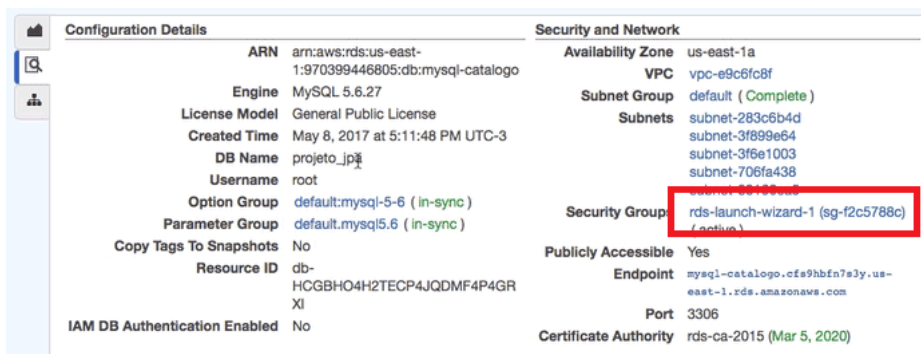 Configuration Details
ARN arn:aws:rds:us-east-
1:970399446805:db:mysql-catalogo
Engine MySQL 5.6.27
License Model General Public License
Created Time May 8, 2017 at 5:11:48 PM UTC-3
DB Name projeto_jpa
Username root
Option Group default:mysql-5-6 ( in-sync )
Parameter Group default.mysql5.6 ( in-sync )
Copy Tags To Snapshots No
Resource ID db-
HCGBHO4H2TECP4JQDMF4P4GR
XI
IAM DB Authentication Enabled No
Security and Network
Availability Zone us-east-1a
VPC vpc-e9c6fc8f
Subnet Group default ( Complete )
Subnets subnet-283c6b4d
subnet-3f899e64
subnet-3f6e1003
subnet-706fa438
Security Groups rds-launch-wizard-1 (sg-f2c5788c)
( active )
Publicly Accessible Yes
Endpoint mysql-catalogo.cfs9hbfn7s3y.us-
east-1.rds.amazonaws.com
Port 3306
Certificate Authority rds-ca-2015 (Mar 5, 2020)